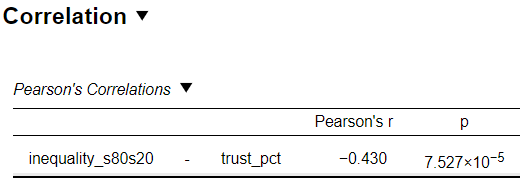 Correlation ▼
Pearson's Correlations ▼
Pearson's r p
inequality_s80s20 - trust_pct −0.430 7.527×10⁻⁵